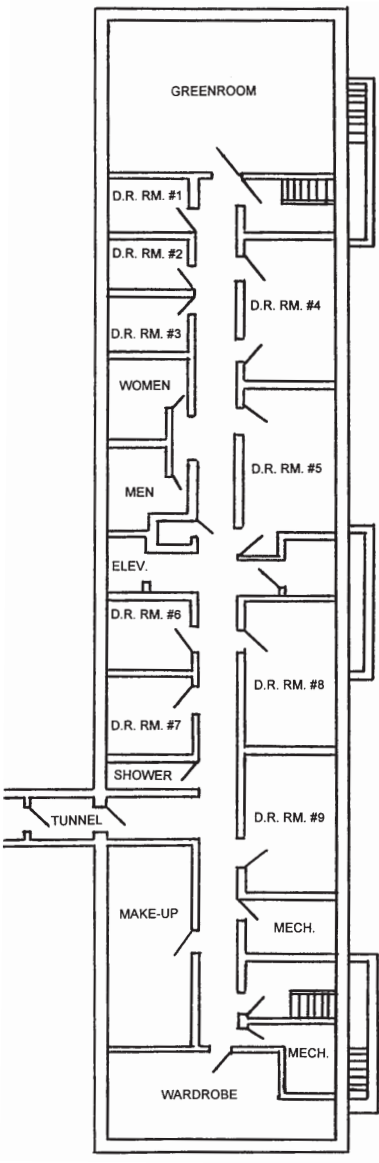 GREENROOM
D.R. RM. #1
D.R. RM. #2
D.R. RM. #4
D.R. RM. #3
WOMEN
D.R. RM. #5
MEN
ELEV.
D.R. RM. #6
D.R. RM. #8
D.R. RM. #7
SHOWER
TUNNEL
D.R. RM. #9
MAKE-UP
MECH.
MECH.
WARDROBE